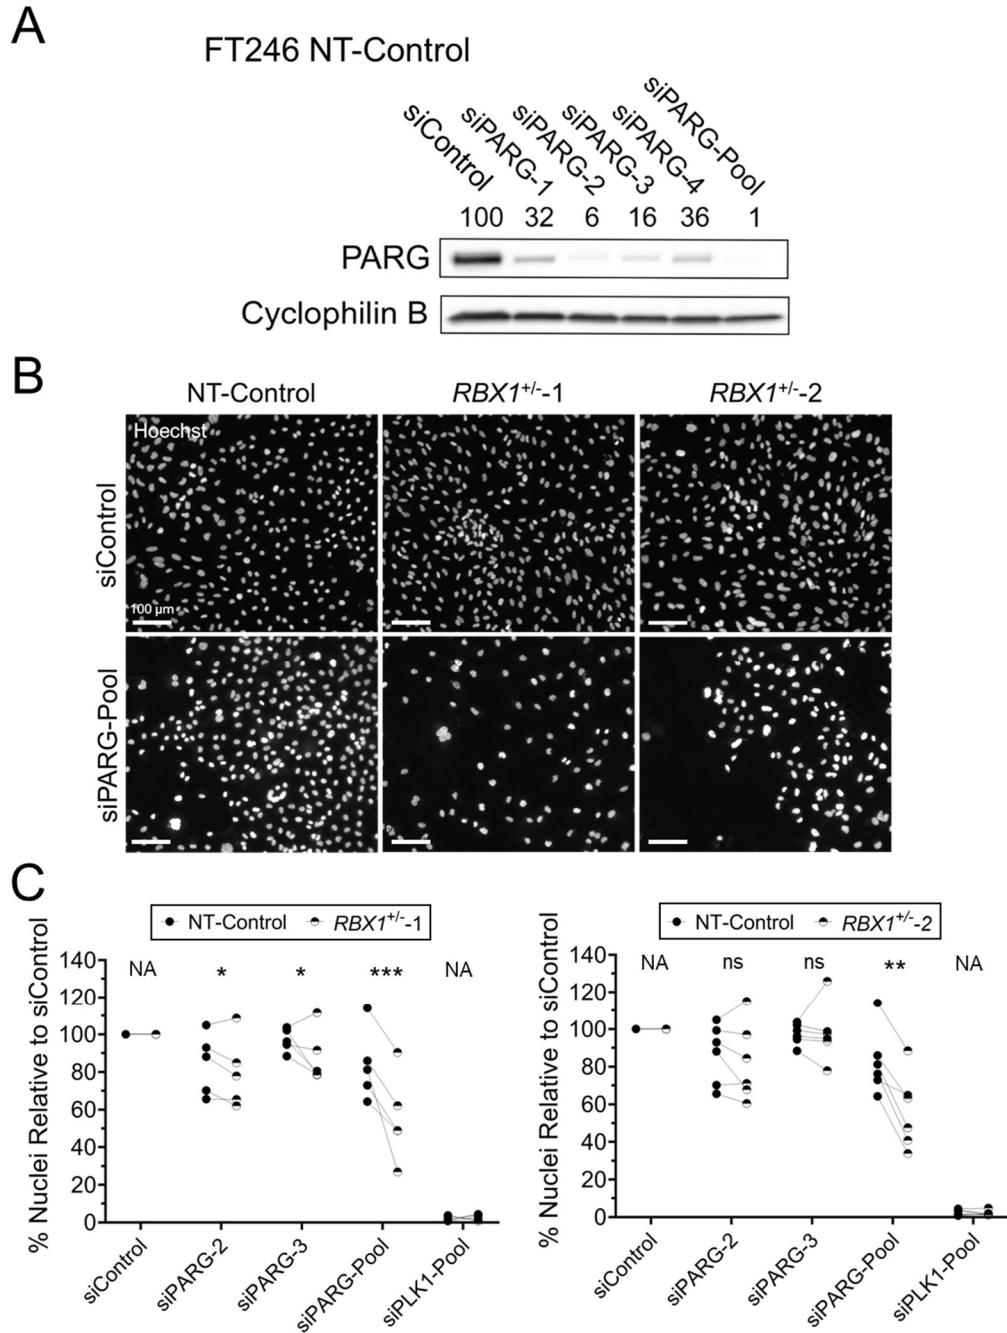 A
FT246 NT-Control
siControl siPARG-1 siPARG-2 siPARG-3 siPARG-4 siPARG-Pool
100 32 6 16 36 1
PARG
Cyclophilin B
B
NT-Control RBX1+/--1 RBX1+/--2
siControl
Hoechst
100 µm
siPARG-Pool
C
NT-Control RBX1+/--1
% Nuclei Relative to siControl
140
120
100
80
60
40
20
0
NA * * *** NA
siControl siPARG-2 siPARG-3 siPARG-Pool siPLK1-Pool
NT-Control RBX1+/--2
% Nuclei Relative to siControl
140
120
100
80
60
40
20
0
NA ns ns ** NA
siControl siPARG-2 siPARG-3 siPARG-Pool siPLK1-Pool